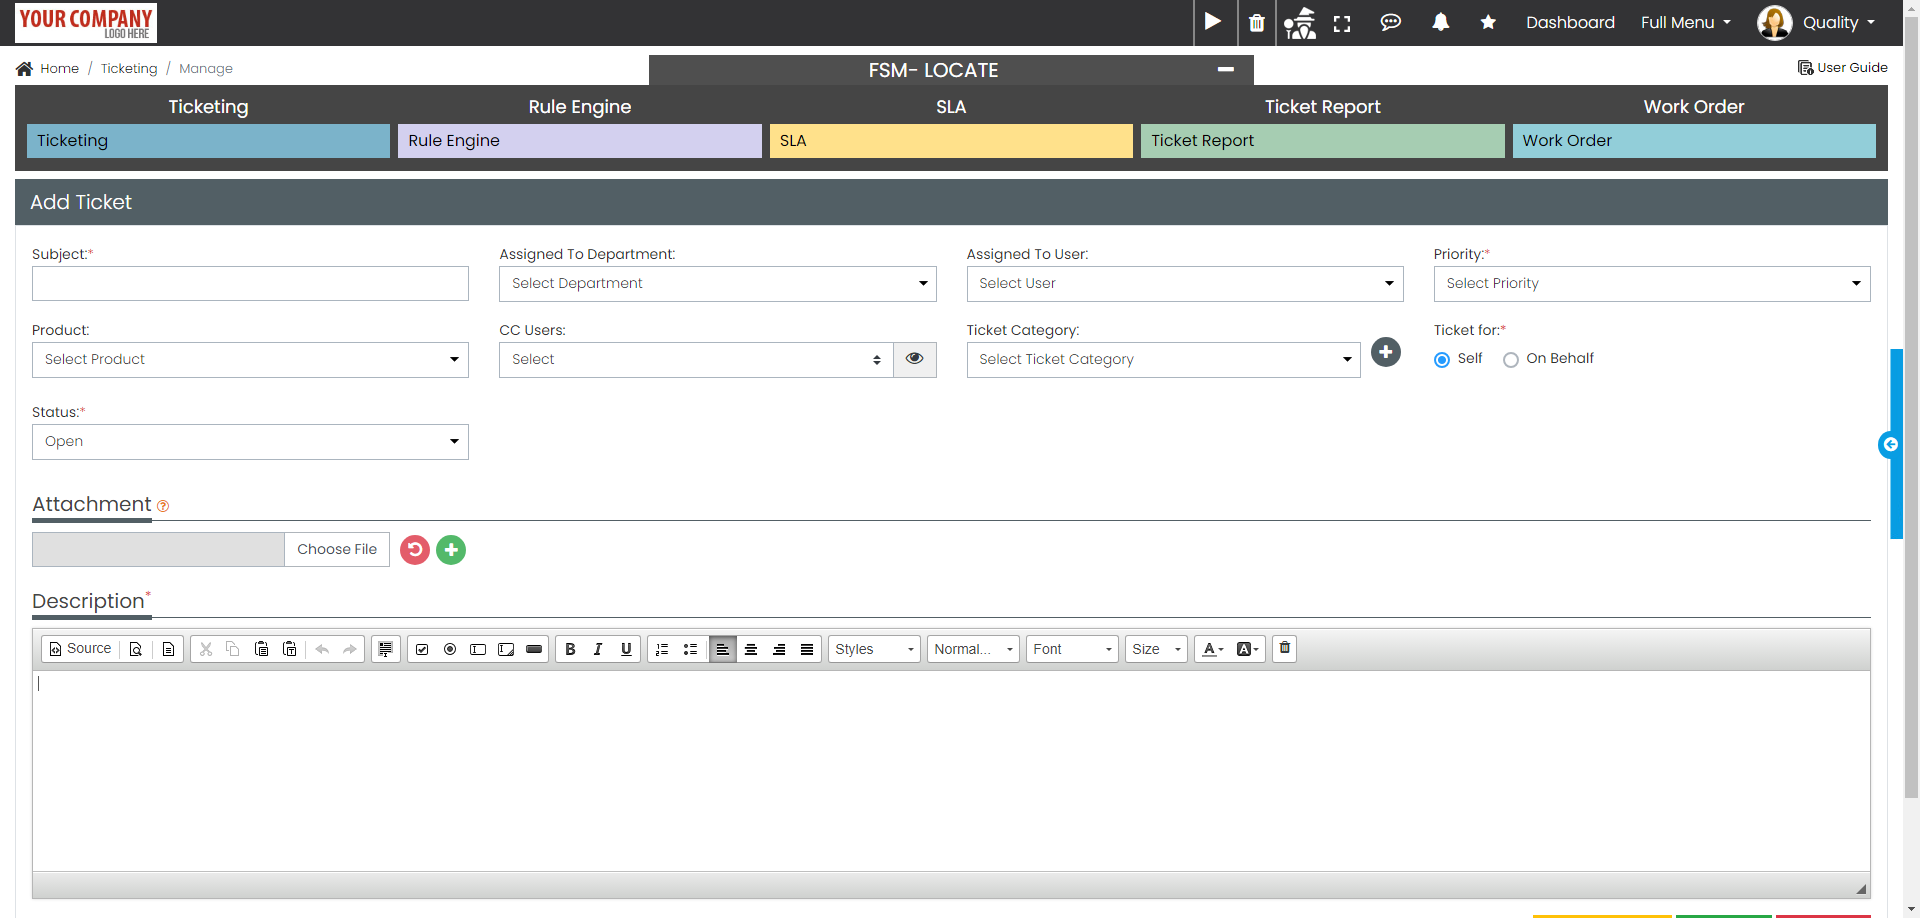 YOUR COMPANY
LOGO HERE
Dashboard Full Menu Quality
Home / Ticketing / Manage
FSM- LOCATE
User Guide
Ticketing Rule Engine SLA Ticket Report Work Order
Ticketing Rule Engine SLA Ticket Report Work Order
Add Ticket
Subject:* Assigned To Department: Assigned To User: Priority:*
Select Department Select User Select Priority
Product: CC Users: Ticket Category: Ticket for:*
Select Product Select Select Ticket Category Self On Behalf
Status:*
Open
Attachment
Choose File
Description*
Source B I U Styles Normal... Font Size A A